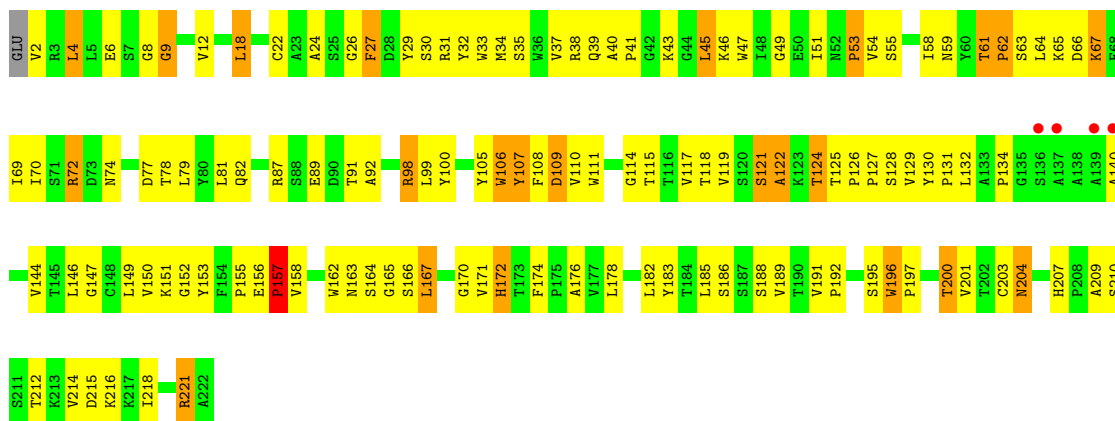 GLU V2 R3 L4 L5 E6 S7 G8 G9 V12 L18 C22 A23 A24 S25 G26 F27 D28 Y29 S30 R31 Y32 W33 M34 S35 W36 V37 R38 Q39 A40 P41 G42 K43 G44 L45 K46 W47 I48 G49 E50 I51 N52 P53 V54 S55 I58 N59 Y60 T61 P62 S63 L64 K65 D66 K67 F68
I69 I70 S71 R72 D73 N74 D77 T78 L79 Y80 L81 Q82 R87 S88 E89 D90 T91 A92 R98 L99 Y100 Y105 W106 Y107 F108 D109 V110 W111 G114 T115 T116 V117 T118 V119 S120 S121 A122 K123 T124 T125 P126 P127 S128 V129 Y130 P131 L132 A133 P134 G135 S136 A137 A138 A139 A140
V144 T145 L146 G147 C148 L149 V150 K151 G152 Y153 F154 P155 E156 P157 V158 W162 N163 S164 G165 S166 L167 G170 V171 H172 T173 F174 P175 A176 V177 L178 L182 Y183 T184 L185 S186 S187 S188 V189 T190 V191 P192 S195 W196 P197 T200 V201 T202 C203 N204 H207 P208 A209 S210
S211 T212 K213 V214 D215 K216 K217 I218 R221 A222